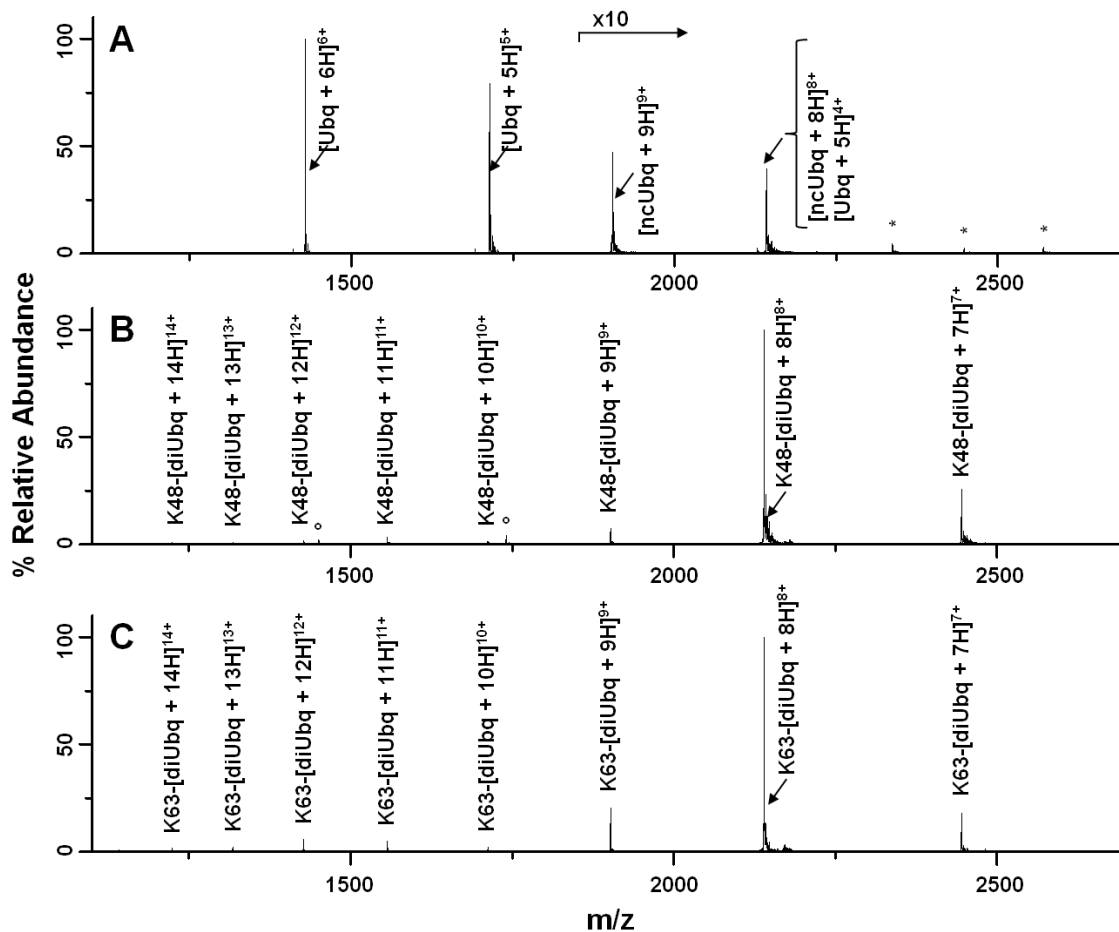 A
x10
100
50
0
[Ubq + 6H]⁶⁺
[Ubq + 5H]⁵⁺
[ncUbq + 9H]⁹⁺
[ncUbq + 8H]⁸⁺
[Ubq + 5H]⁴⁺
*
*
*
1500
2000
2500
% Relative Abundance
B
100
50
0
K48-[diUbq + 14H]¹⁴⁺
K48-[diUbq + 13H]¹³⁺
K48-[diUbq + 12H]¹²⁺
K48-[diUbq + 11H]¹¹⁺
K48-[diUbq + 10H]¹⁰⁺
K48-[diUbq + 9H]⁹⁺
K48-[diUbq + 8H]⁸⁺
K48-[diUbq + 7H]⁷⁺
1500
2000
2500
C
100
50
0
K63-[diUbq + 14H]¹⁴⁺
K63-[diUbq + 13H]¹³⁺
K63-[diUbq + 12H]¹²⁺
K63-[diUbq + 11H]¹¹⁺
K63-[diUbq + 10H]¹⁰⁺
K63-[diUbq + 9H]⁹⁺
K63-[diUbq + 8H]⁸⁺
K63-[diUbq + 7H]⁷⁺
1500
2000
2500
m/z